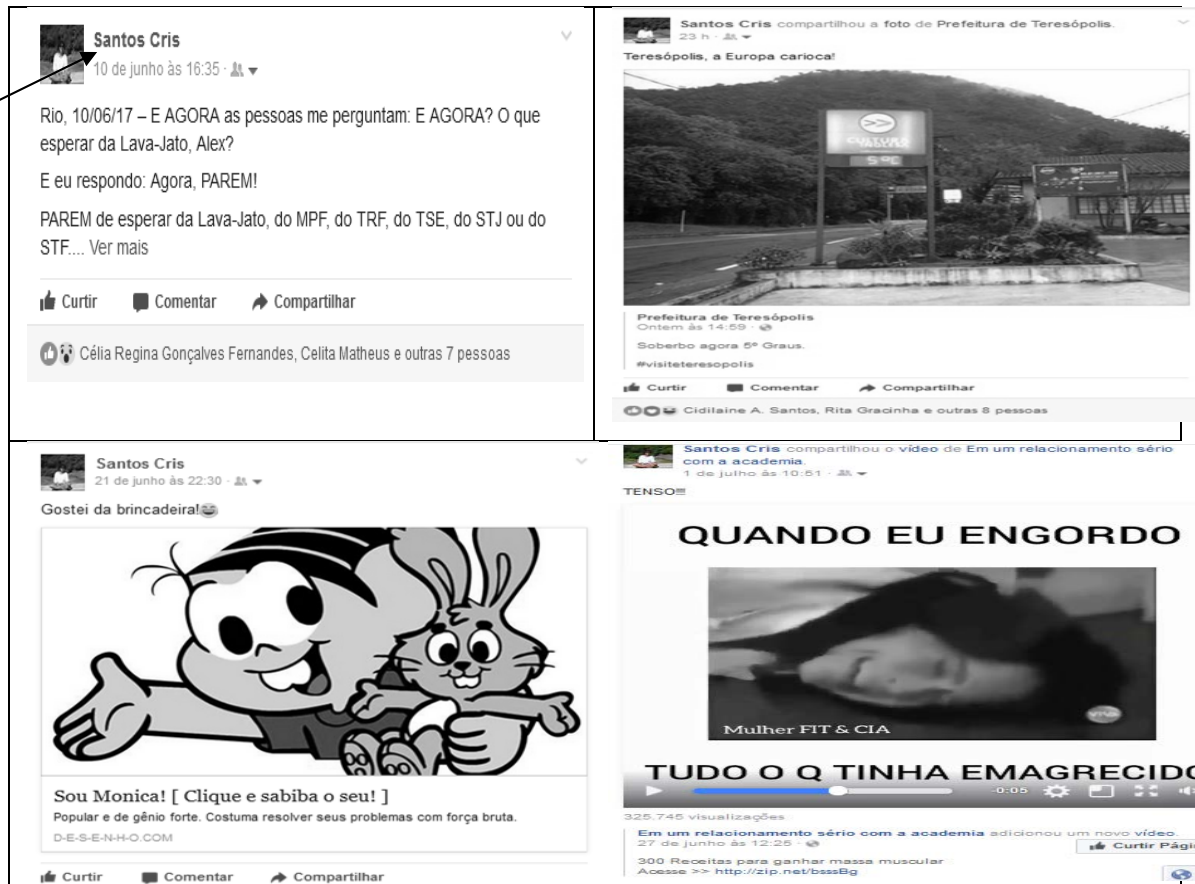 Santos Cris
10 de junho às 16:35
Rio, 10/06/17 – E AGORA as pessoas me perguntam: E AGORA? O que
esperar da Lava-Jato, Alex?
E eu respondo: Agora, PAREM!
PAREM de esperar da Lava-Jato, do MPF, do TRF, do TSE, do STJ ou do
STF.... Ver mais
Curtir Comentar Compartilhar
Célia Regina Gonçalves Fernandes, Celita Matheus e outras 7 pessoas
Santos Cris compartilhou a foto de Prefeitura de Teresópolis.
23 h
Teresópolis, a Europa carioca!
CULTURA
INGLESA
5ºC
Prefeitura de Teresópolis
Ontem às 14:59
Soberbo agora 5º Graus.
#visiteteresopolis
Curtir Comentar Compartilhar
Cidilaine A. Santos, Rita Gracinha e outras 8 pessoas
Santos Cris
21 de junho às 22:30
Gostei da brincadeira!
Sou Monica! [ Clique e sabiba o seu! ]
Popular e de gênio forte. Costuma resolver seus problemas com força bruta.
D-E-S-E-N-H-O.COM
Curtir Comentar Compartilhar
Santos Cris compartilhou o vídeo de Em um relacionamento sério
com a academia.
1 de julho às 10:51
TENSO!!!
QUANDO EU ENGORDO
VIVA
Mulher FIT & CIA
TUDO O Q TINHA EMAGRECIDO
-0:05
325.745 visualizações
Em um relacionamento sério com a academia adicionou um novo vídeo.
27 de junho às 12:25
Curtir Pági
300 Receitas para ganhar massa muscular
Acesse >> http://zip.net/bsssBg